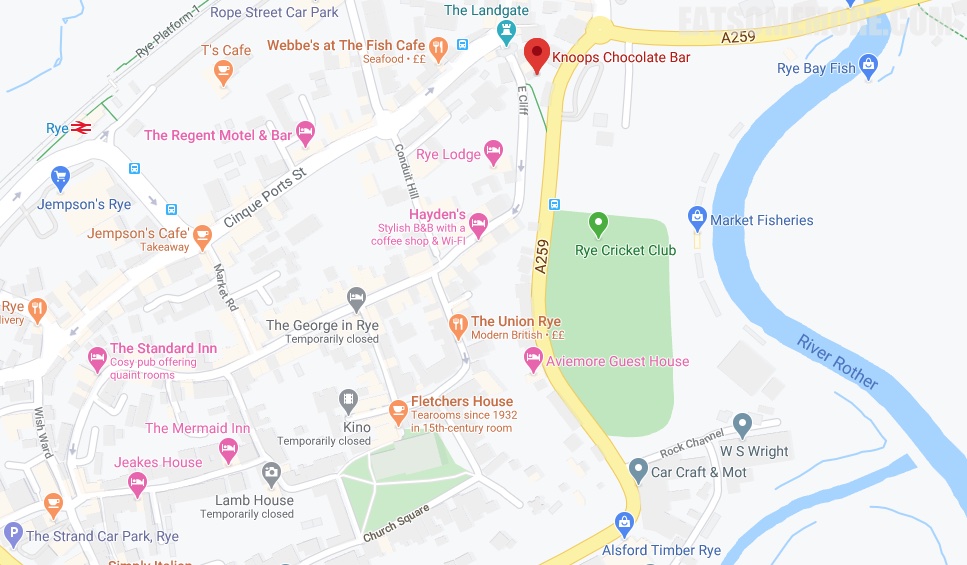 Rope Street Car Park
The Landgate
EATSOMEMORE.COM
Rye Platform 1
A259
T's Cafe
Webbe's at The Fish Cafe
Seafood • ££
Knoops Chocolate Bar
Rye Bay Fish
E Cliff
Rye
The Regent Motel & Bar
Rye Lodge
Conduit Hill
Jempson's Rye
Cinque Ports St
Hayden's
Stylish B&B with a
coffee shop & Wi-Fi
Market Fisheries
Jempson's Cafe'
Takeaway
Rye Cricket Club
A259
Market Rd
Rye
livery
The George in Rye
Temporarily closed
The Union Rye
Modern British • ££
River Rother
The Standard Inn
Cosy pub offering
quaint rooms
Aviemore Guest House
Wish Ward
Fletchers House
Tearooms since 1932
in 15th-century room
Kino
Temporarily closed
The Mermaid Inn
Rock Channel
W S Wright
Jeakes House
Car Craft & Mot
Lamb House
Temporarily closed
Church Square
P
The Strand Car Park, Rye
Alsford Timber Rye
Simply Italian